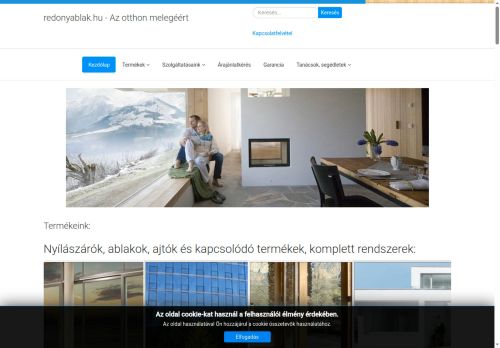 redonyablak.hu - Az otthon melegéért
Keresés...
Keresés
Kapcsolatfelvétel
Kezdőlap
Termékek
Szolgáltatásaink
Árajánlatkérés
Garancia
Tanácsok, segédletek
Termékeink:
Nyílászárók, ablakok, ajtók és kapcsolódó termékek, komplett rendszerek:
Az oldal cookie-kat használ a felhasználói élmény érdekében.
Az oldal használatával Ön hozzájárul a cookie összetevők használatához.
Elfogadás